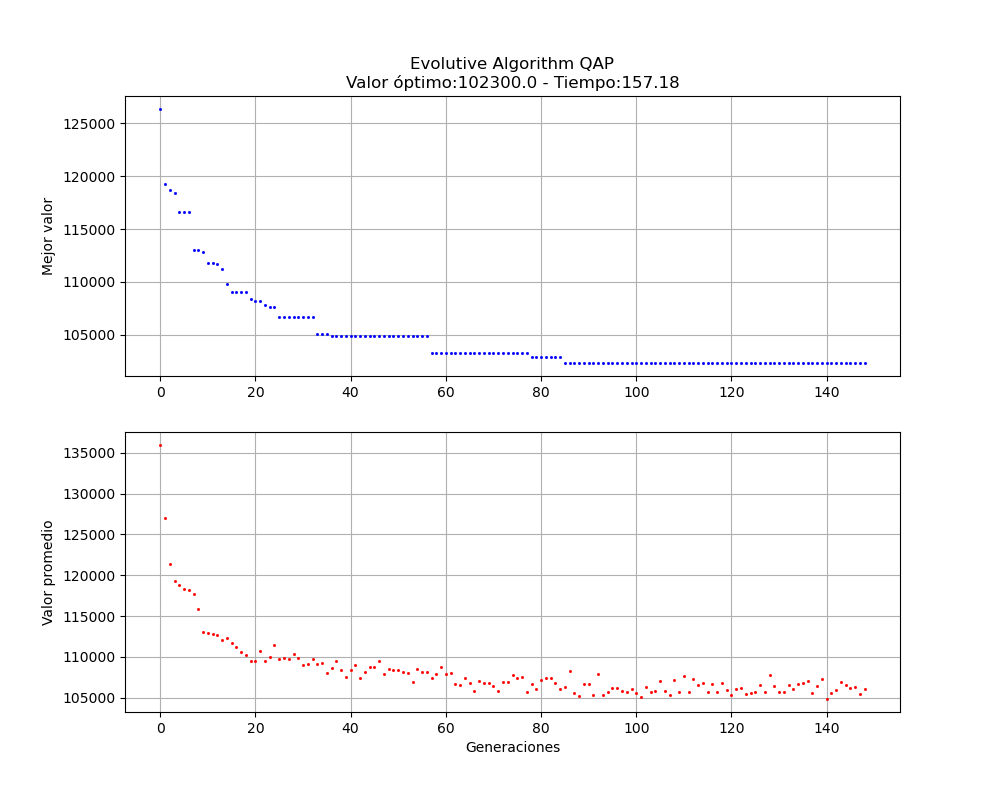 Evolutive Algorithm QAP
Valor óptimo:102300.0 - Tiempo:157.18
Mejor valor
125000
120000
115000
110000
105000
0 20 40 60 80 100 120 140
Valor promedio
135000
130000
125000
120000
115000
110000
105000
0 20 40 60 80 100 120 140
Generaciones